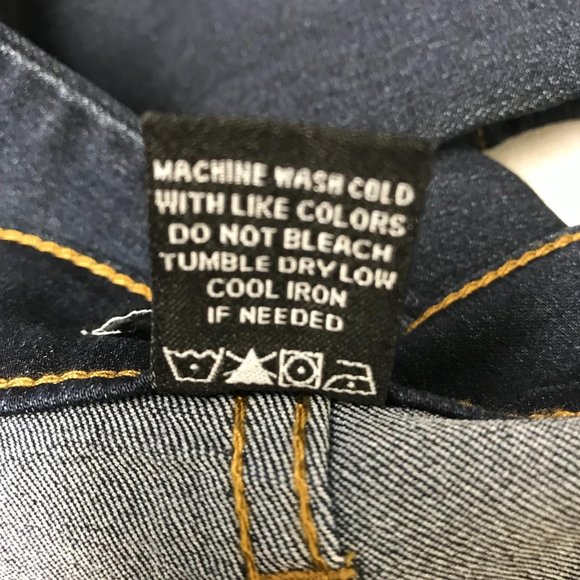 MACHINE WASH COLD
WITH LIKE COLORS
DO NOT BLEACH
TUMBLE DRY LOW
COOL IRON
IF NEEDED